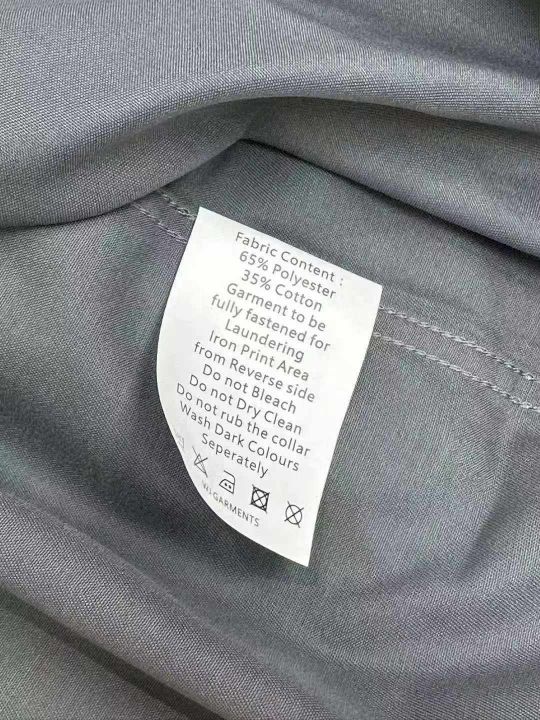 Fabric Content :
65% Polyester
35% Cotton
Garment to be
fully fastened for
Laundering
Iron Print Area
from Reverse side
Do not Bleach
Do not Dry Clean
Do not rub the collar
Wash Dark Colours
Seperately
GARMENTS